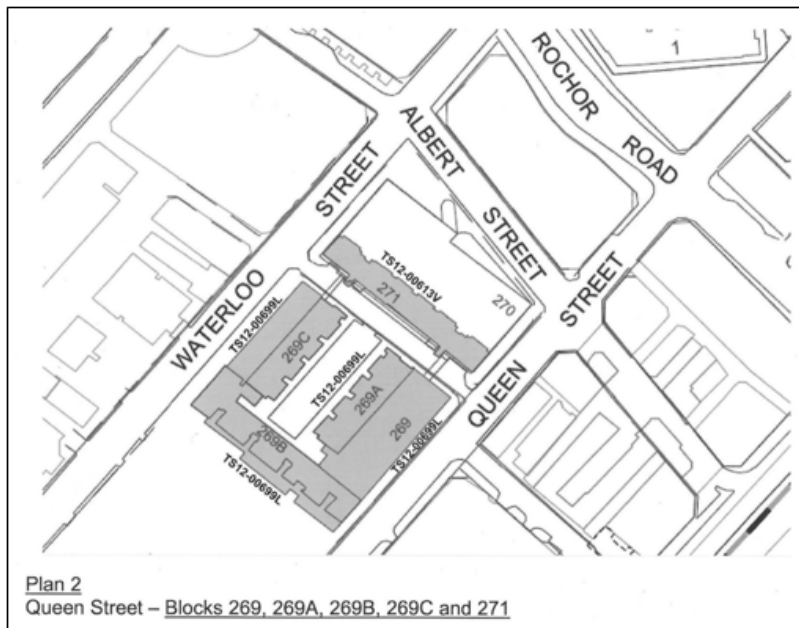 1
ROCHOR
ROAD
ALBERT
STREET
STREET
WATERLOO
QUEEN
STREET
TS12-00613V
271
270
TS12-00699L
269C
TS12-00699L
269A
269
269B
TS12-00699L
TS12-00699L
Plan 2
Queen Street – Blocks 269, 269A, 269B, 269C and 271